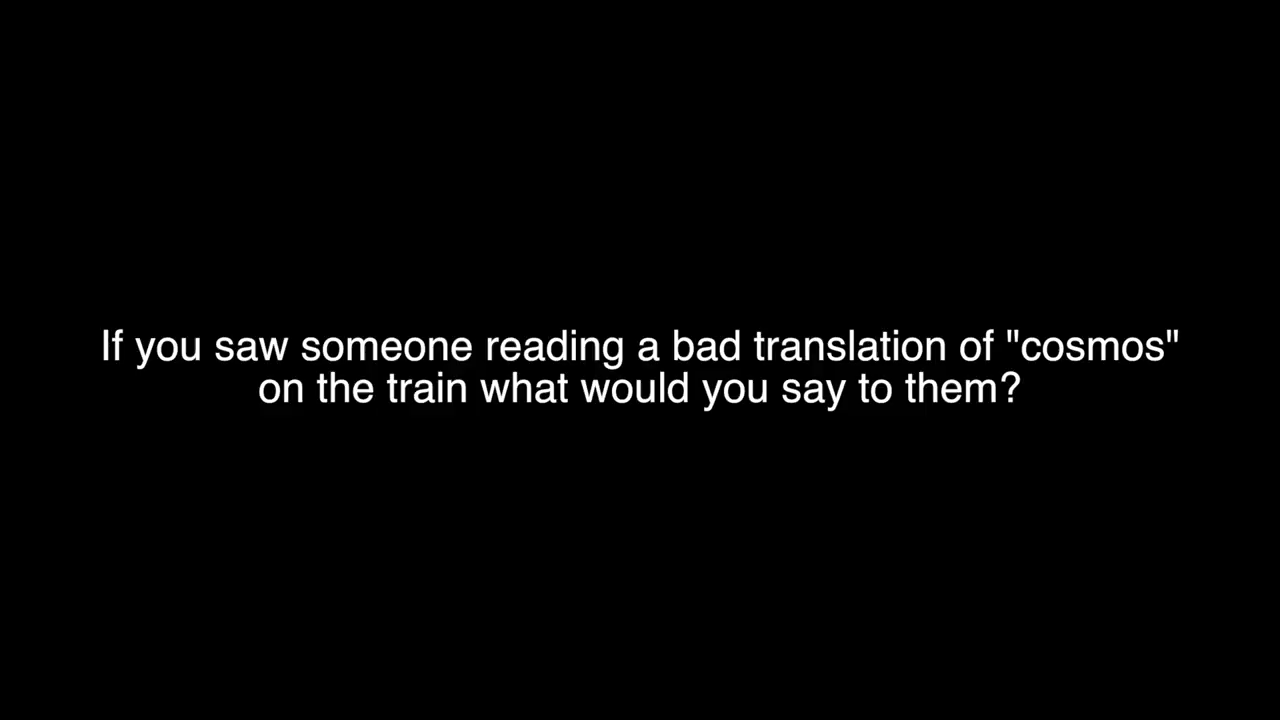 If you saw someone reading a bad translation of "cosmos"
on the train what would you say to them?